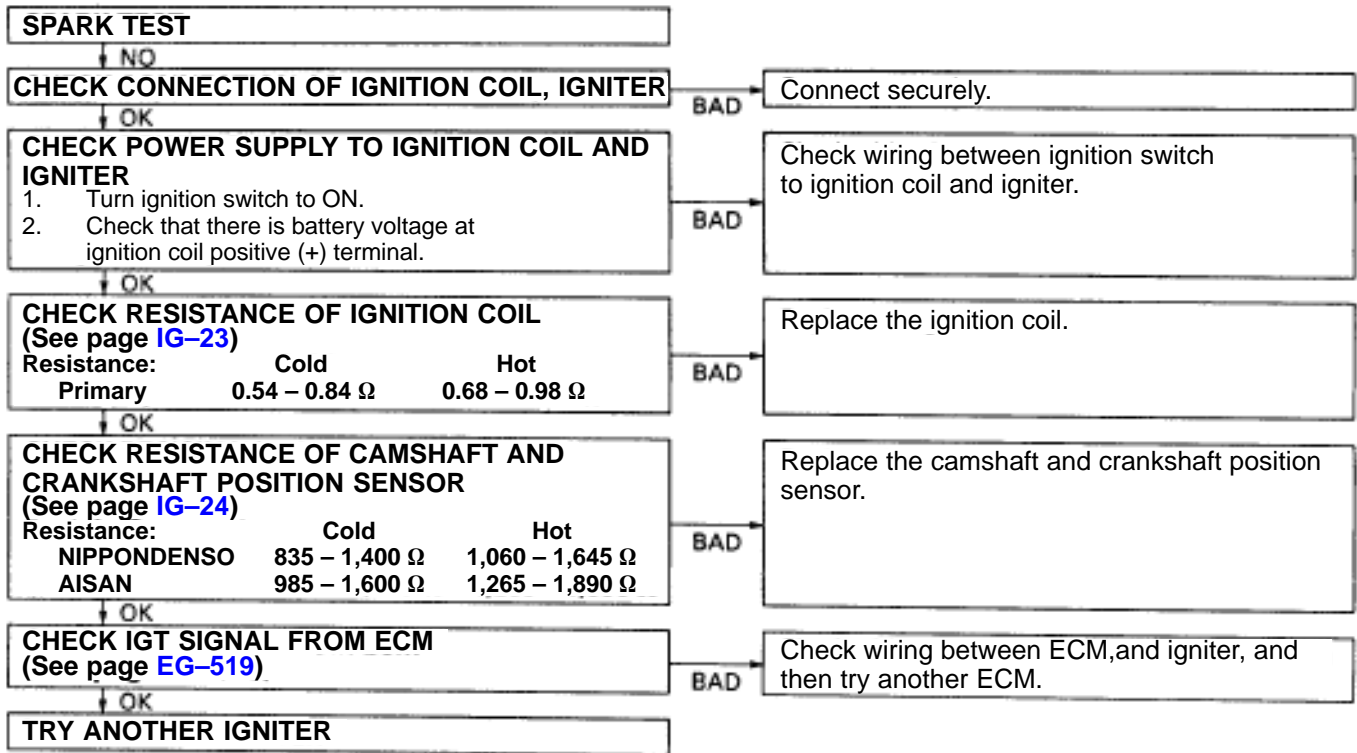 SPARK TEST
NO
CHECK CONNECTION OF IGNITION COIL, IGNITER
BAD
Connect securely.
OK
CHECK POWER SUPPLY TO IGNITION COIL AND
IGNITER
1. Turn ignition switch to ON.
2. Check that there is battery voltage at
ignition coil positive (+) terminal.
BAD
Check wiring between ignition switch
to ignition coil and igniter.
OK
CHECK RESISTANCE OF IGNITION COIL
(See page IG–23)
Resistance: Cold Hot
Primary 0.54 – 0.84 Ω 0.68 – 0.98 Ω
BAD
Replace the ignition coil.
OK
CHECK RESISTANCE OF CAMSHAFT AND
CRANKSHAFT POSITION SENSOR
(See page IG–24)
Resistance: Cold Hot
NIPPONDENSO 835 – 1,400 Ω 1,060 – 1,645 Ω
AISAN 985 – 1,600 Ω 1,265 – 1,890 Ω
BAD
Replace the camshaft and crankshaft position
sensor.
OK
CHECK IGT SIGNAL FROM ECM
(See page EG–519)
BAD
Check wiring between ECM,and igniter, and
then try another ECM.
OK
TRY ANOTHER IGNITER